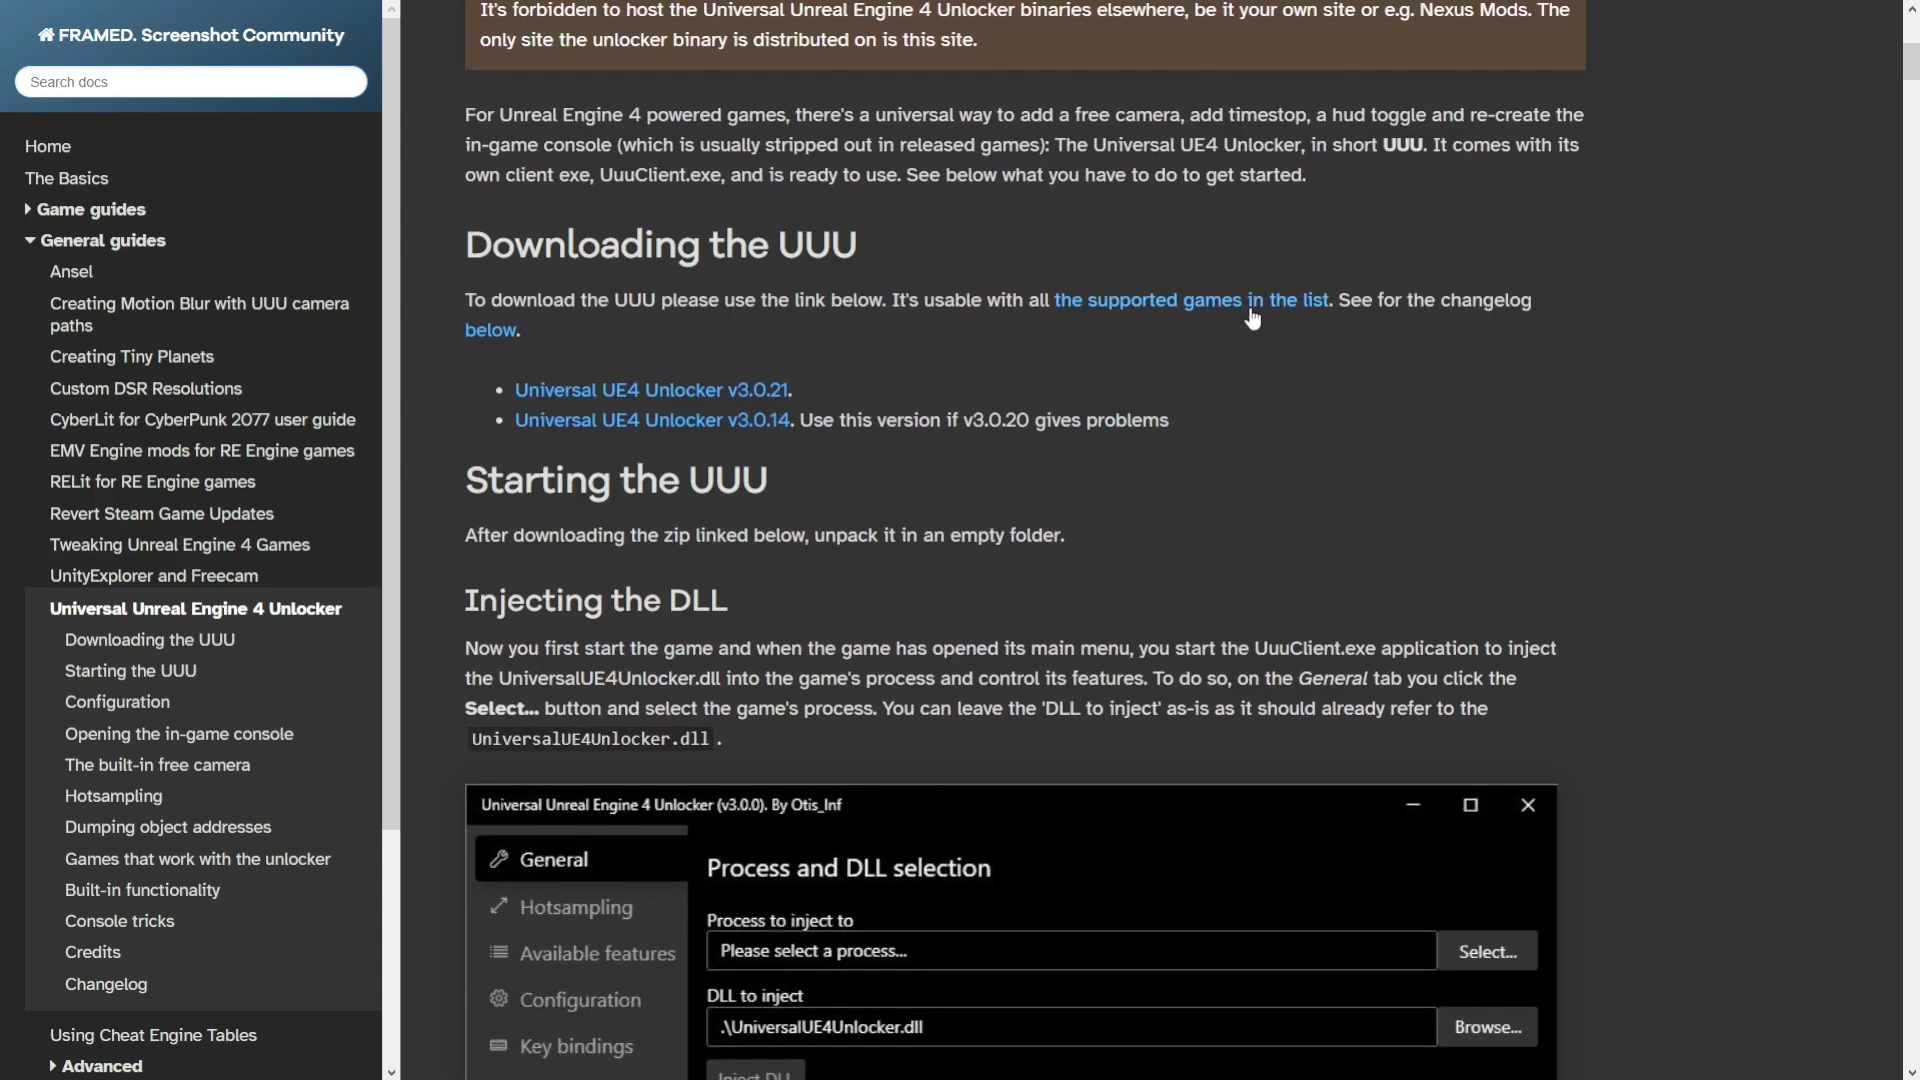 FRAMED. Screenshot Community
Search docs
Home
The Basics
Game guides
General guides
Ansel
Creating Motion Blur with UUU camera
paths
Creating Tiny Planets
Custom DSR Resolutions
CyberLit for CyberPunk 2077 user guide
EMV Engine mods for RE Engine games
RELit for RE Engine games
Revert Steam Game Updates
Tweaking Unreal Engine 4 Games
UnityExplorer and Freecam
Universal Unreal Engine 4 Unlocker
Downloading the UUU
Starting the UUU
Configuration
Opening the in-game console
The built-in free camera
Hotsampling
Dumping object addresses
Games that work with the unlocker
Built-in functionality
Console tricks
Credits
Changelog
Using Cheat Engine Tables
Advanced
It's forbidden to host the Universal Unreal Engine 4 Unlocker binaries elsewhere, be it your own site or e.g. Nexus Mods. The
only site the unlocker binary is distributed on is this site.
For Unreal Engine 4 powered games, there's a universal way to add a free camera, add timestop, a hud toggle and re-create the
in-game console (which is usually stripped out in released games): The Universal UE4 Unlocker, in short UUU. It comes with its
own client exe, UuuClient.exe, and is ready to use. See below what you have to do to get started.
Downloading the UUU
To download the UUU please use the link below. It's usable with all the supported games in the list. See for the changelog
below.
• Universal UE4 Unlocker v3.0.21.
• Universal UE4 Unlocker v3.0.14. Use this version if v3.0.20 gives problems
Starting the UUU
After downloading the zip linked below, unpack it in an empty folder.
Injecting the DLL
Now you first start the game and when the game has opened its main menu, you start the UuuClient.exe application to inject
the UniversalUE4Unlocker.dll into the game's process and control its features. To do so, on the General tab you click the
Select... button and select the game's process. You can leave the 'DLL to inject' as-is as it should already refer to the
UniversalUE4Unlocker.dll .
Universal Unreal Engine 4 Unlocker (v3.0.0). By Otis_Inf
General
Hotsampling
Available features
Configuration
Key bindings
Process and DLL selection
Process to inject to
Please select a process...
Select...
DLL to inject
.\UniversalUE4Unlocker.dll
Browse...
Inject DLL